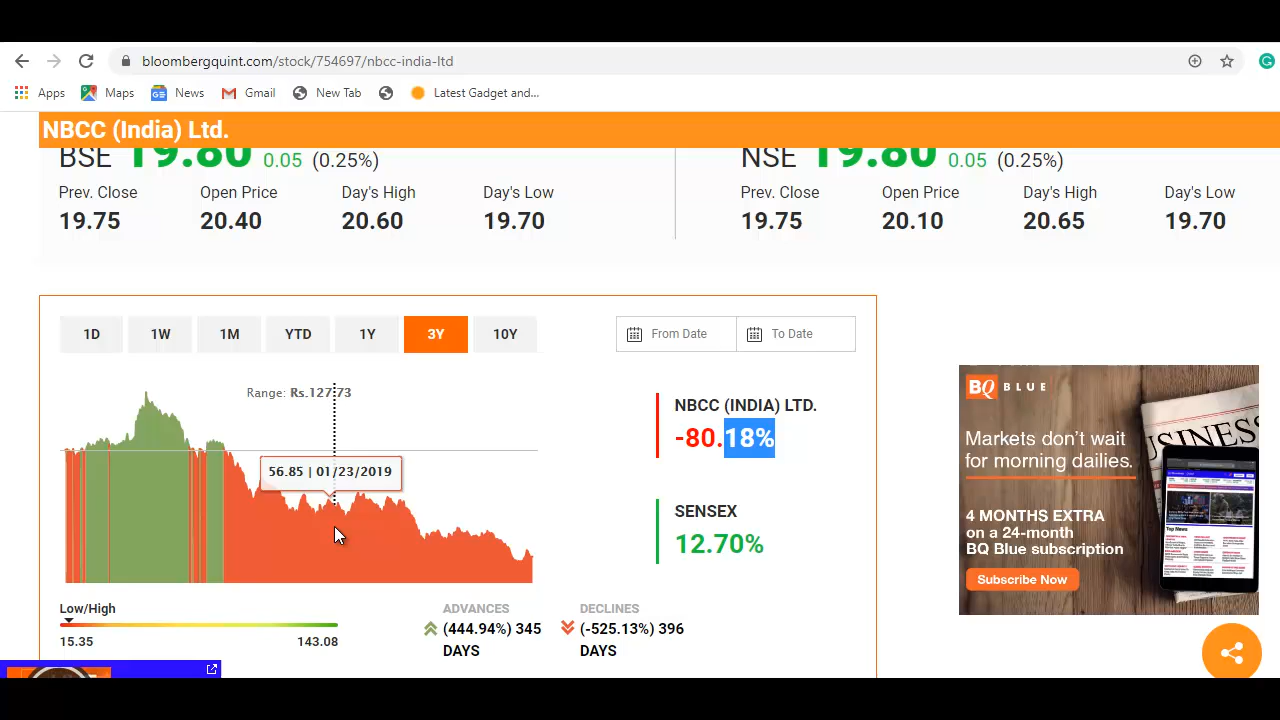 bloombergquint.com/stock/754697/nbcc-india-ltd
Apps Maps News Gmail New Tab Latest Gadget and...
NBCC (India) Ltd.
BSE 19.80 0.05 (0.25%)
Prev. Close Open Price Day's High Day's Low
19.75 20.40 20.60 19.70
NSE 19.80 0.05 (0.25%)
Prev. Close Open Price Day's High Day's Low
19.75 20.10 20.65 19.70
1D 1W 1M YTD 1Y 3Y 10Y
From Date To Date
Range: Rs.127.73
56.85 | 01/23/2019
NBCC (INDIA) LTD.
-80.18%
SENSEX
12.70%
Low/High
15.35 143.08
ADVANCES
(444.94%) 345
DAYS
DECLINES
(-525.13%) 396
DAYS
BQ BLUE
Markets don't wait
for morning dailies.
4 MONTHS EXTRA
on a 24-month
BQ Blue subscription
Subscribe Now